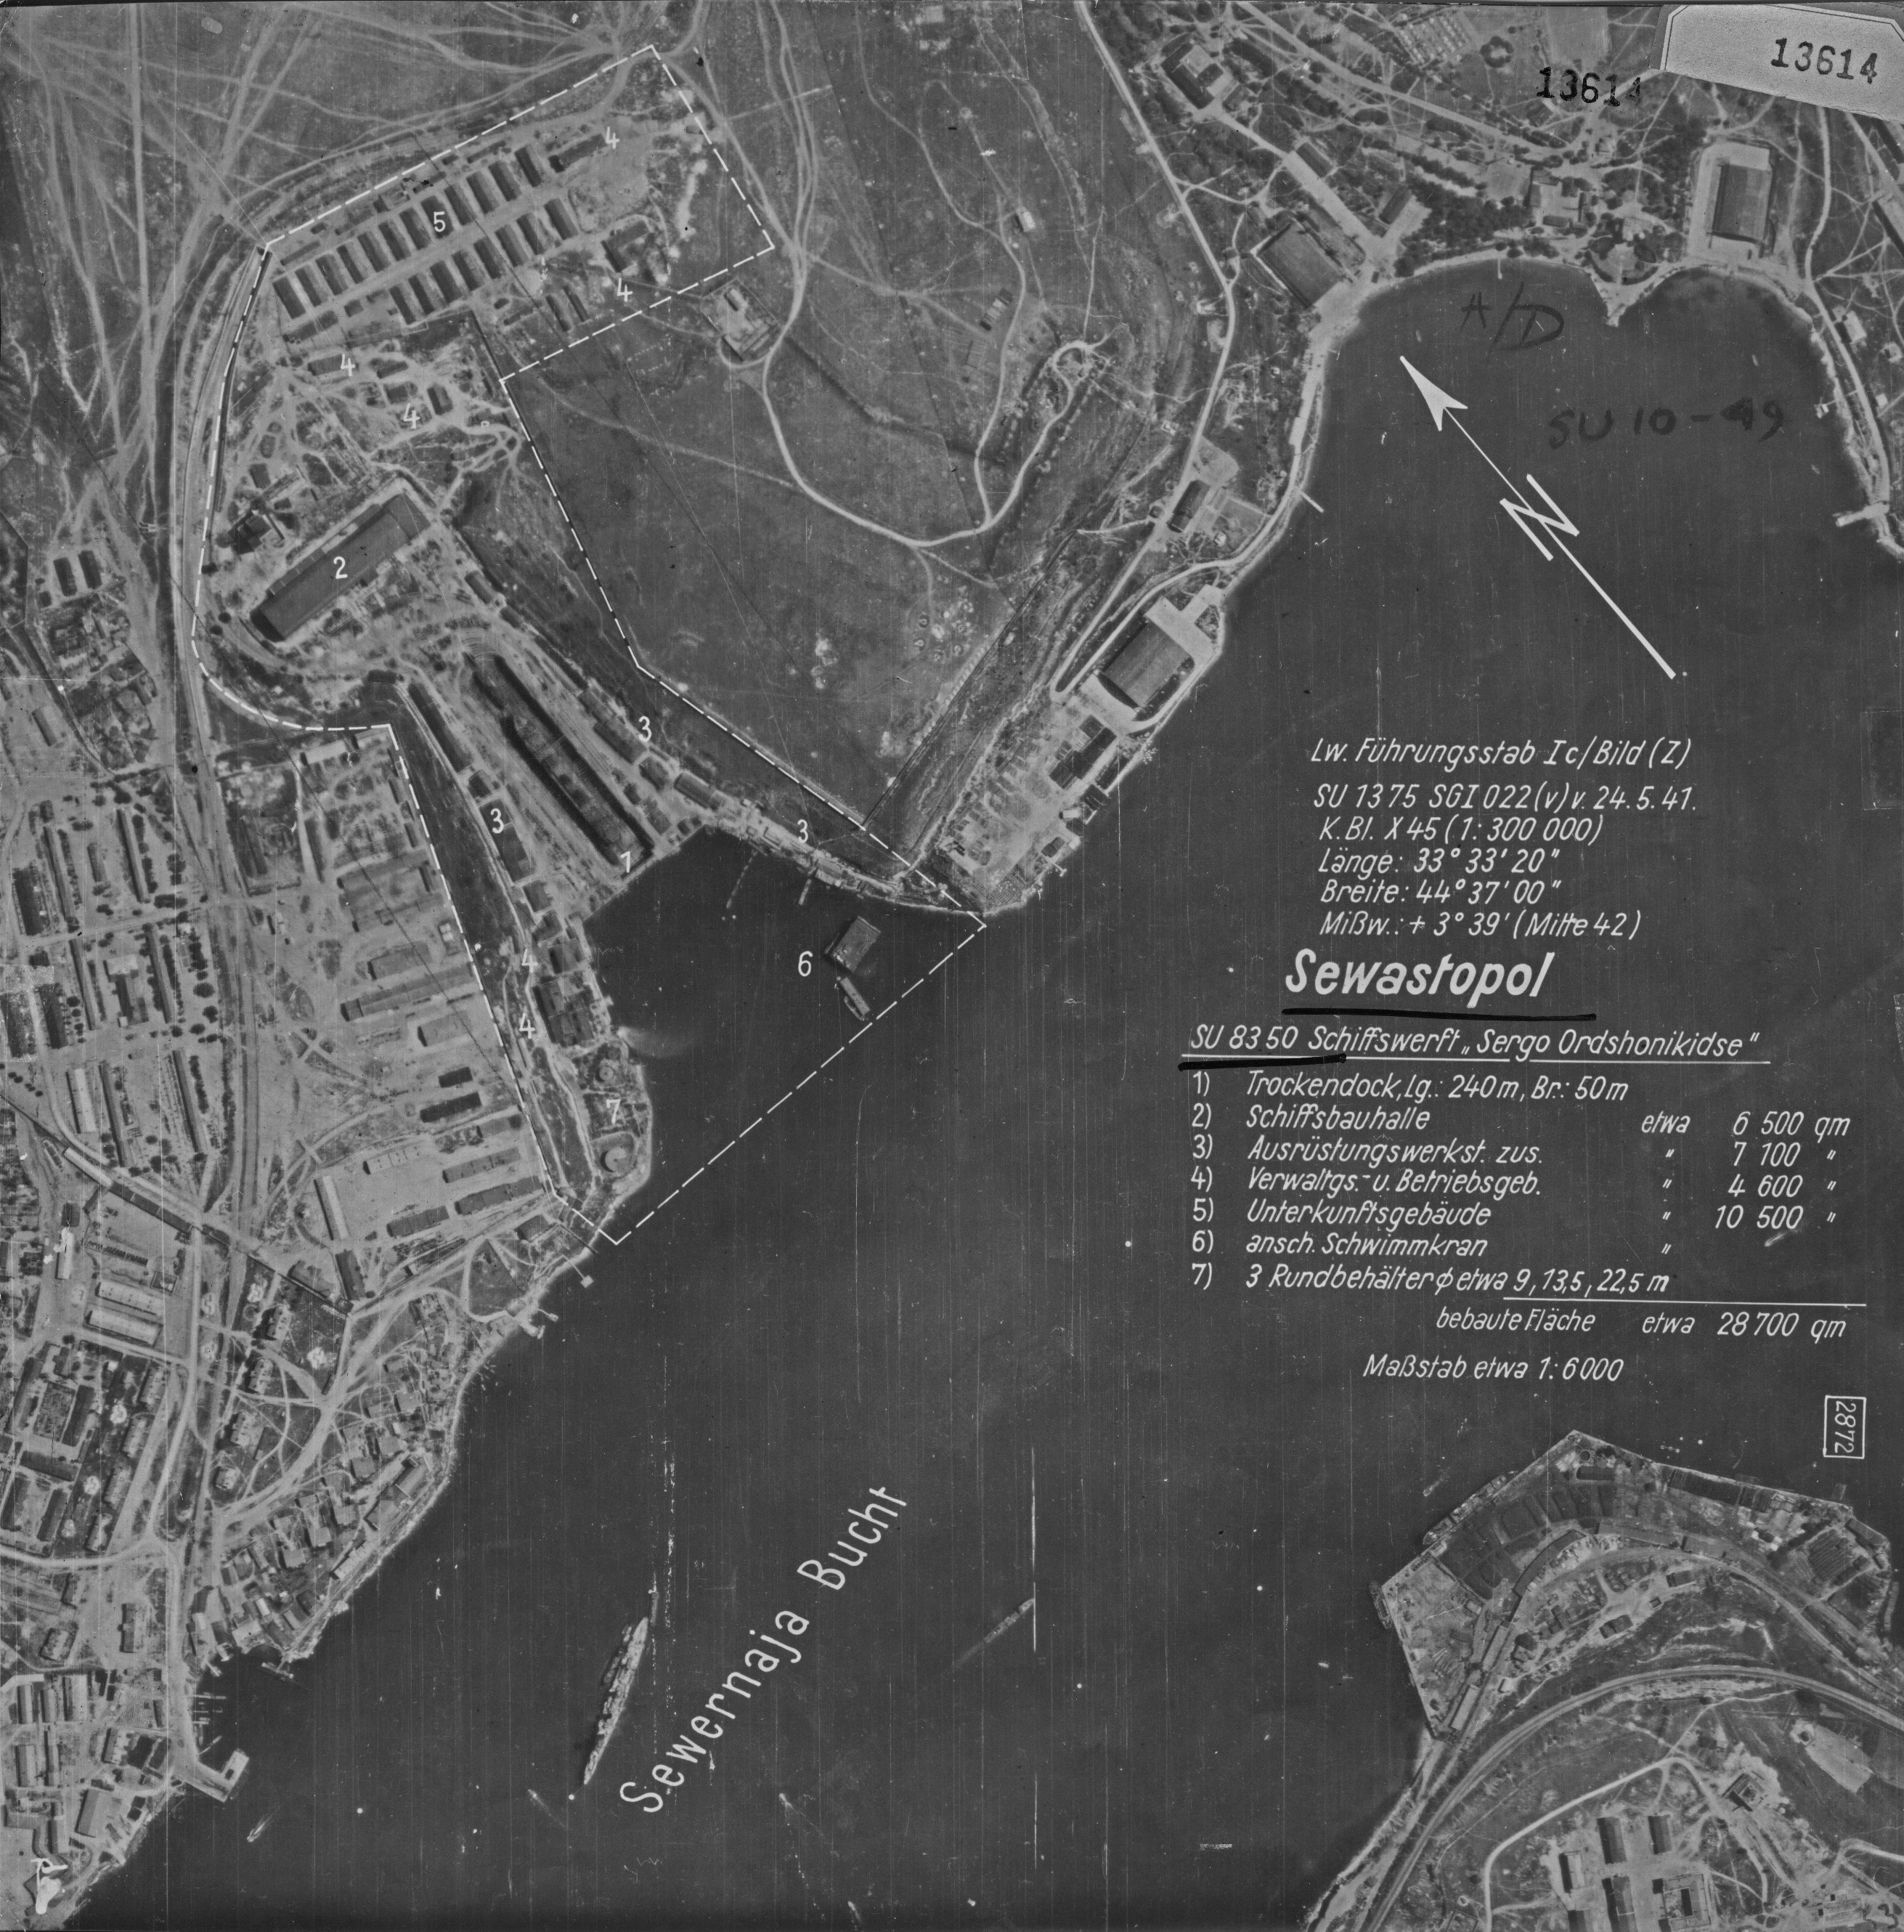 13614
13614
H/D
SU 10-49
5
4
4
4
4
2
3
3
3
1
4
6
4
7
Lw. Führungsstab Ic/Bild (Z)
SU 1375 SGI 022 (v) v. 24.5.41.
K.Bl. X 45 (1:300 000)
Länge: 33° 33' 20"
Breite: 44° 37' 00"
Mißw.: + 3° 39' (Mitte 42)
Sewastopol
SU 83 50 Schiffswerft „Sergo Ordshonikidse"
1) Trockendock, Lg.: 240 m, Br.: 50 m
2) Schiffsbauhalle etwa 6 500 qm
3) Ausrüstungswerkst. zus. " 7 100 "
4) Verwaltgs.- u. Betriebsgeb. " 4 600 "
5) Unterkunftsgebäude " 10 500 "
6) ansch. Schwimmkran "
7) 3 Rundbehälter ϕ etwa 9, 13,5, 22,5 m
bebaute Fläche etwa 28 700 qm
Maßstab etwa 1:6 000
2872
Sewernaja Bucht